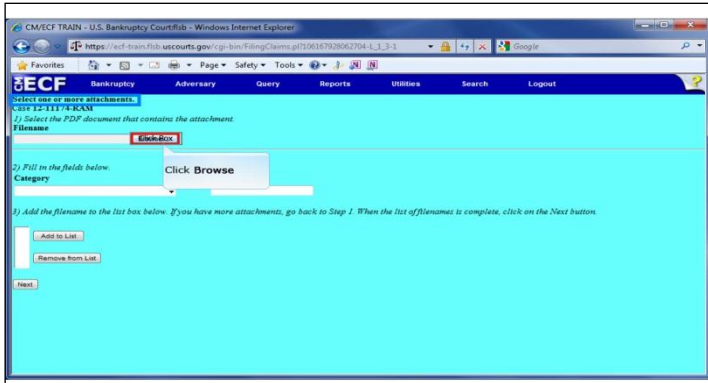 CM/ECF TRAIN - U.S. Bankruptcy Court:flsb - Windows Internet Explorer
https://ecf-train.flsb.uscourts.gov/cgi-bin/FilingClaims.pl?106167928062704-L_1_3-1
Google
Favorites Page Safety Tools
ECF Bankruptcy Adversary Query Reports Utilities Search Logout ?
Select one or more attachments.
Case 12-11174-RAM
1) Select the PDF document that contains the attachment.
Filename
Click Box
Click Browse
2) Fill in the fields below.
Category
3) Add the filename to the list box below. If you have more attachments, go back to Step 1. When the list of filenames is complete, click on the Next button.
Add to List
Remove from List
Next